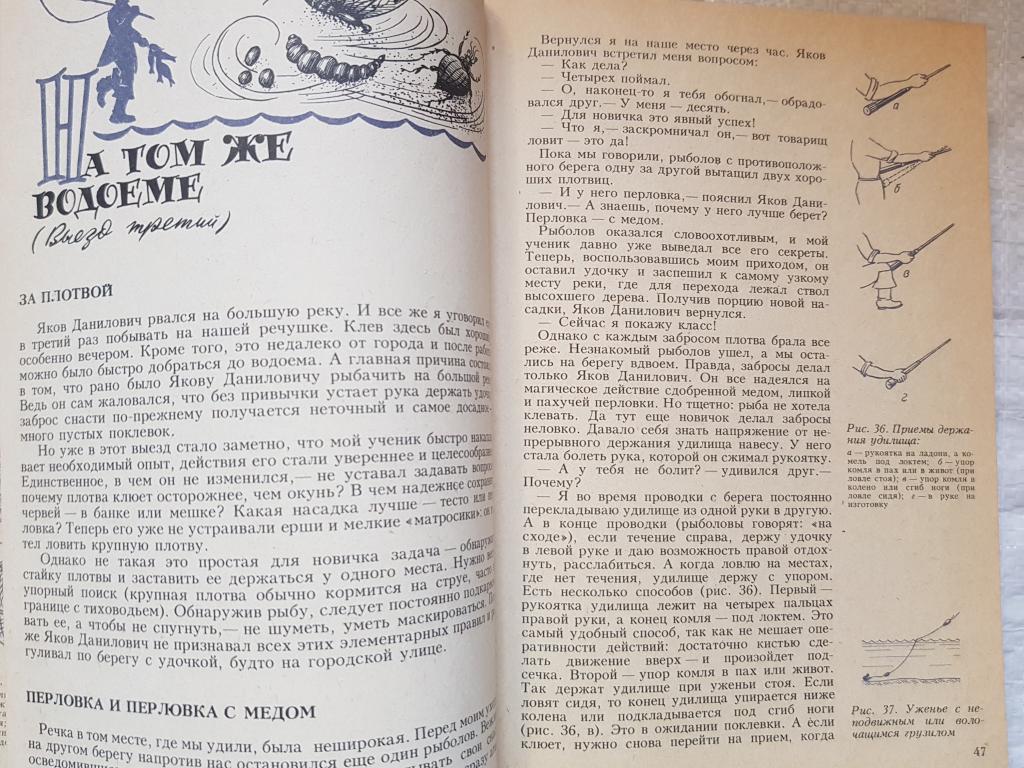 НА ТОМ ЖЕ
ВОДОЕМЕ
(Выезд третий)
ЗА ПЛОТВОЙ
Яков Данилович рвался на большую реку. И все же я уговорил
в третий раз побывать на нашей речушке. Клев здесь был хорош
особенно вечером. Кроме того, это недалеко от города и после рабо
можно было быстро добраться до водоема. А главная причина состоя
в том, что рано было Якову Даниловичу рыбачить на большой ре
Ведь он сам жаловался, что без привычки устает рука держать удоч
заброс снасти по-прежнему получается неточный и самое досадное—
много пустых поклевок.
Но уже в этот выезд стало заметно, что мой ученик быстро накап
вает необходимый опыт, действия его стали увереннее и целесообраз
Единственное, в чем он не изменился,— не уставал задавать вопрос
почему плотва клюет осторожнее, чем окунь? В чем надежнее сохран
червей — в банке или мешке? Какая насадка лучше — тесто или пе
ловка? Теперь его уже не устраивали ерши и мелкие «матросики»: он
тел ловить крупную плотву.
Однако не такая это простая для новичка задача — обнаруж
стайку плотвы и заставить ее держаться у одного места. Нужно ве
упорный поиск (крупная плотва обычно кормится на струе, часто
границе с тиховодьем). Обнаружив рыбу, следует постоянно подкарм
вать ее, а чтобы не спугнуть,— не шуметь, уметь маскироваться. П
же Яков Данилович не признавал всех этих элементарных правил и
гуливал по берегу с удочкой, будто на городской улице.
ПЕРЛОВКА И ПЕРЛОВКА С МЕДОМ
Речка в том месте, где мы удили, была неширокая. Перед моим
на другом берегу напротив нас остановился еще один рыболов.
осведомившис
Вернулся я на наше место через час. Яков
Данилович встретил меня вопросом:
— Как дела?
— Четырех поймал.
— О, наконец-то я тебя обогнал,— обрадо-
вался друг.— У меня — десять.
— Для новичка это явный успех!
— Что я,— заскромничал он,— вот товарищ
ловит — это да!
Пока мы говорили, рыболов с противополож-
ного берега одну за другой вытащил двух хоро-
ших плотвиц.
— И у него перловка,— пояснил Яков Дани-
лович.— А знаешь, почему у него лучше берет?
Перловка — с медом.
Рыболов оказался словоохотливым, и мой
ученик давно уже выведал все его секреты.
Теперь, воспользовавшись моим приходом, он
оставил удочку и заспешил к самому узкому
месту реки, где для перехода лежал ствол
высохшего дерева. Получив порцию новой на-
садки, Яков Данилович вернулся.
— Сейчас я покажу класс!
Однако с каждым забросом плотва брала все
реже. Незнакомый рыболов ушел, а мы оста-
лись на берегу вдвоем. Правда, забросы делал
только Яков Данилович. Он все надеялся на
магическое действие сдобренной медом, липкой
и пахучей перловки. Но тщетно: рыба не хотела
клевать. Да тут еще новичок делал забросы
неловко. Давало себя знать напряжение от не-
прерывного держания удилища навесу. У него
стала болеть рука, которой он сжимал рукоятку.
— А у тебя не болит? — удивился друг.—
Почему?
— Я во время проводки с берега постоянно
перекладываю удилище из одной руки в другую.
А в конце проводки (рыболовы говорят: «на
сходе»), если течение справа, держу удочку
в левой руке и даю возможность правой отдох-
нуть, расслабиться. А когда ловлю на местах,
где нет течения, удилище держу с упором.
Есть несколько способов (рис. 36). Первый —
рукоятка удилища лежит на четырех пальцах
правой руки, а конец комля — под локтем. Это
самый удобный способ, так как не мешает опе-
ративности действий: достаточно кистью сде-
лать движение вверх — и произойдет под-
сечка. Второй — упор комля в пах или живот.
Так держат удилище при уженьи стоя. Если
ловят сидя, то конец удилища упирается ниже
колена или подкладывается под сгиб ноги
(рис. 36, в). Это в ожидании поклевки. А если
клюет, нужно снова перейти на прием, когда
а
б
в
г
Рис. 36. Приемы держа-
ния удилища:
а — рукоятка на ладони, а ко-
мель под локтем; б — упор
комля в пах или в живот (при
ловле стоя); в — упор комля в
колено или сгиб ноги (при
ловле сидя); г — в руке на
изготовку
Рис. 37. Уженье с не-
подвижным или воло-
чащимся грузилом
47